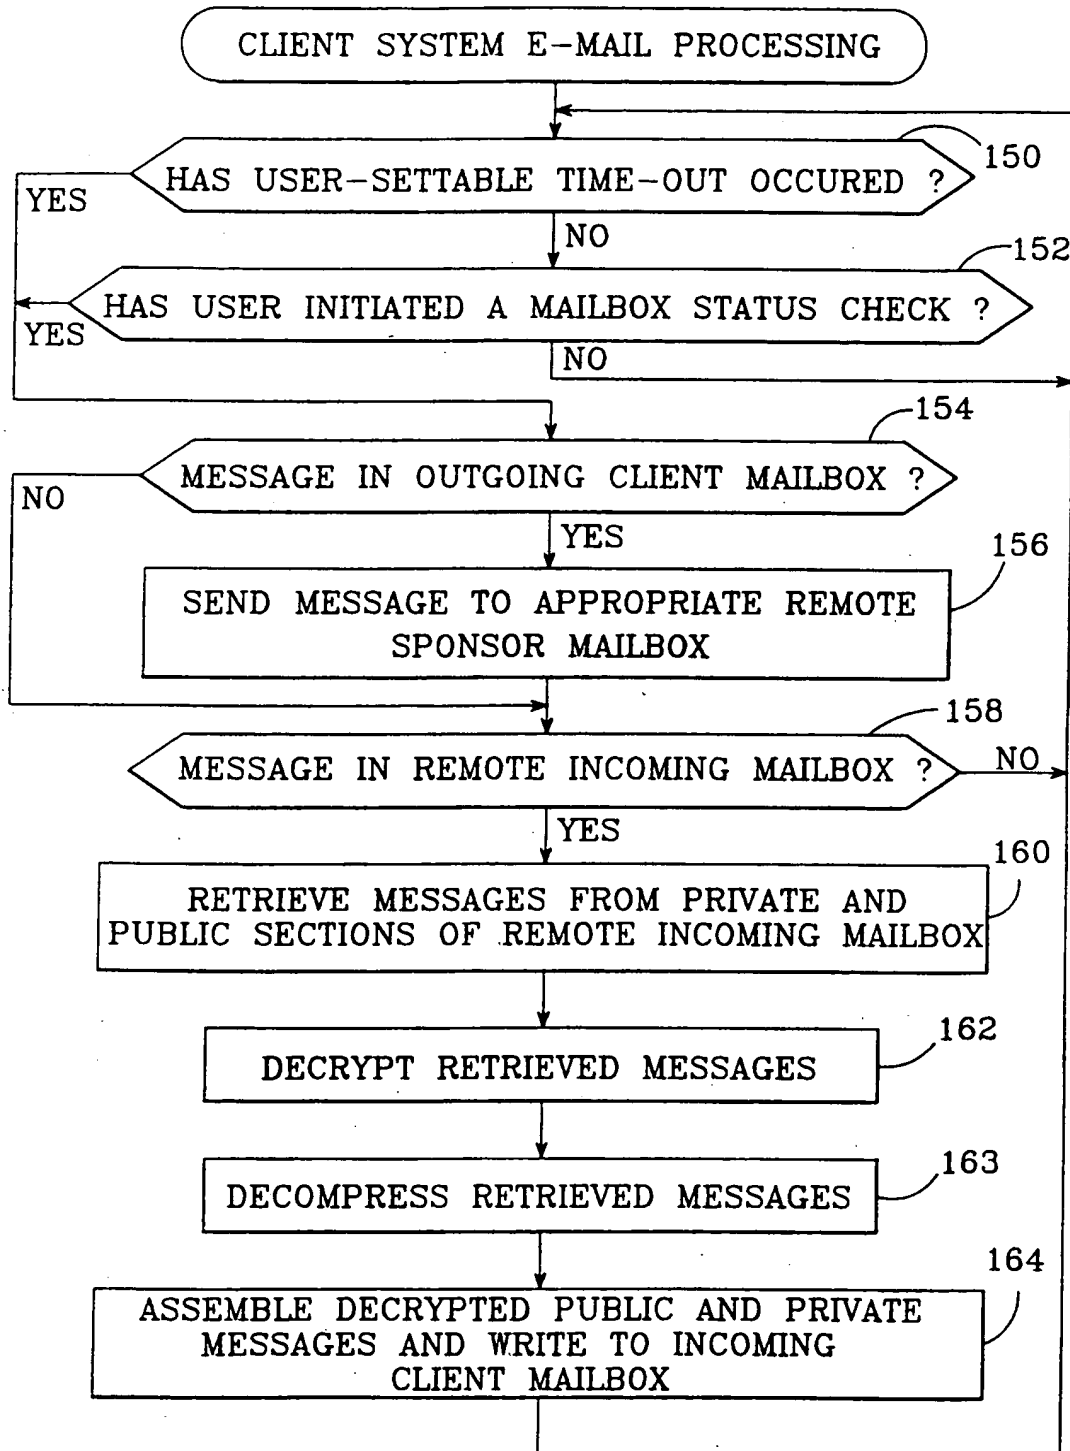 CLIENT SYSTEM E-MAIL PROCESSING
150
HAS USER-SETTABLE TIME-OUT OCCURED ?
YES
NO
152
HAS USER INITIATED A MAILBOX STATUS CHECK ?
YES
NO
154
MESSAGE IN OUTGOING CLIENT MAILBOX ?
NO
YES
156
SEND MESSAGE TO APPROPRIATE REMOTE
SPONSOR MAILBOX
158
MESSAGE IN REMOTE INCOMING MAILBOX ?
NO
YES
160
RETRIEVE MESSAGES FROM PRIVATE AND
PUBLIC SECTIONS OF REMOTE INCOMING MAILBOX
162
DECRYPT RETRIEVED MESSAGES
163
DECOMPRESS RETRIEVED MESSAGES
164
ASSEMBLE DECRYPTED PUBLIC AND PRIVATE
MESSAGES AND WRITE TO INCOMING
CLIENT MAILBOX